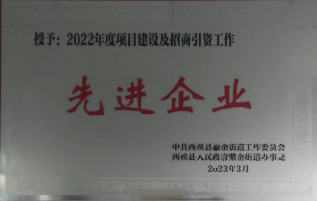 授予：2022年度项目建设及招商引资工作
先进企业
中共西峡县紫金街道工作委员会
西峡县人民政府紫金街道办事处
2023年3月